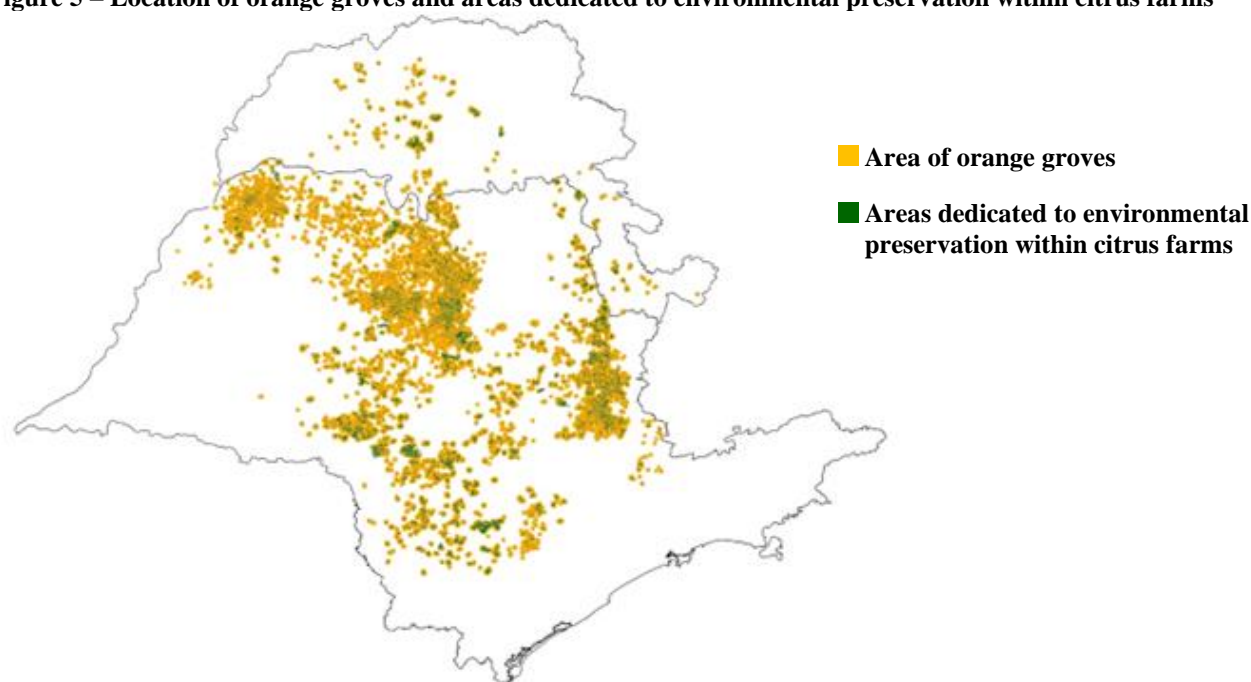 igure 5 – Location of orange groves and areas dedicated to environmental preservation within citrus farms
Area of orange groves
Areas dedicated to environmental
preservation within citrus farms